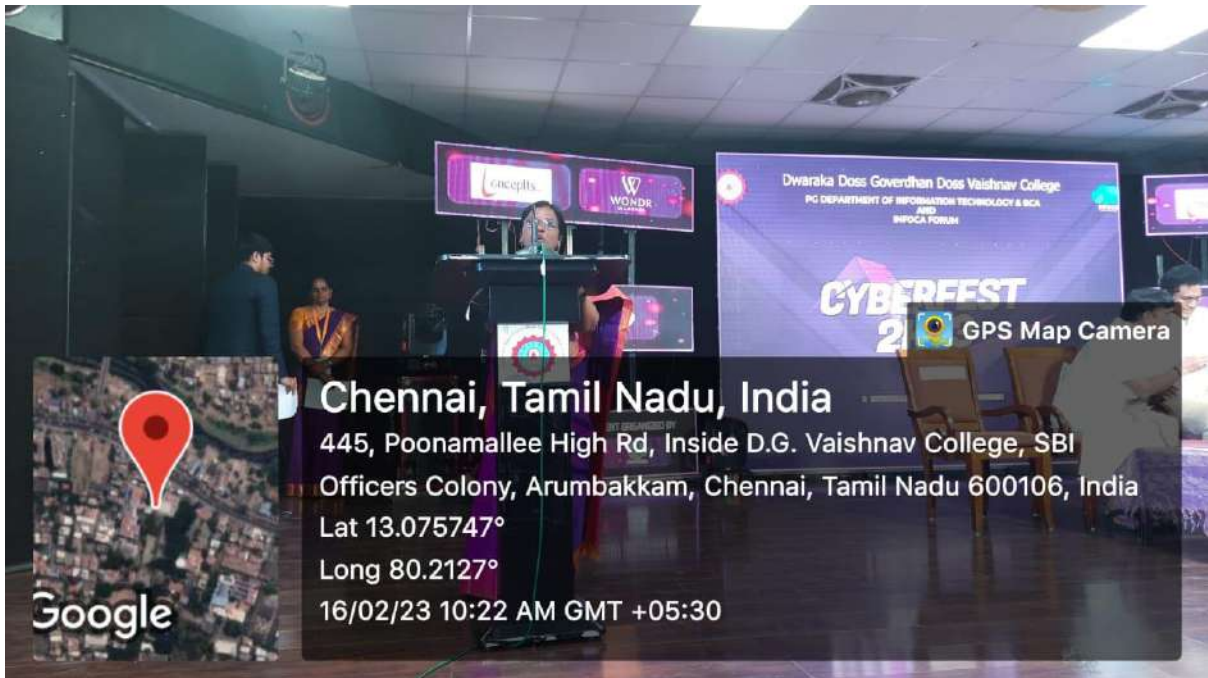 Conceptts
WONDR
Dwaraka Doss Goverdhan Doss Vaishnav College
PG DEPARTMENT OF INFORMATION TECHNOLOGY & BCA
AND
INFOCA FORUM
CYBERFEST
GPS Map Camera
Chennai, Tamil Nadu, India
445, Poonamallee High Rd, Inside D.G. Vaishnav College, SBI
Officers Colony, Arumbakkam, Chennai, Tamil Nadu 600106, India
Lat 13.075747°
Long 80.2127°
16/02/23 10:22 AM GMT +05:30
Google